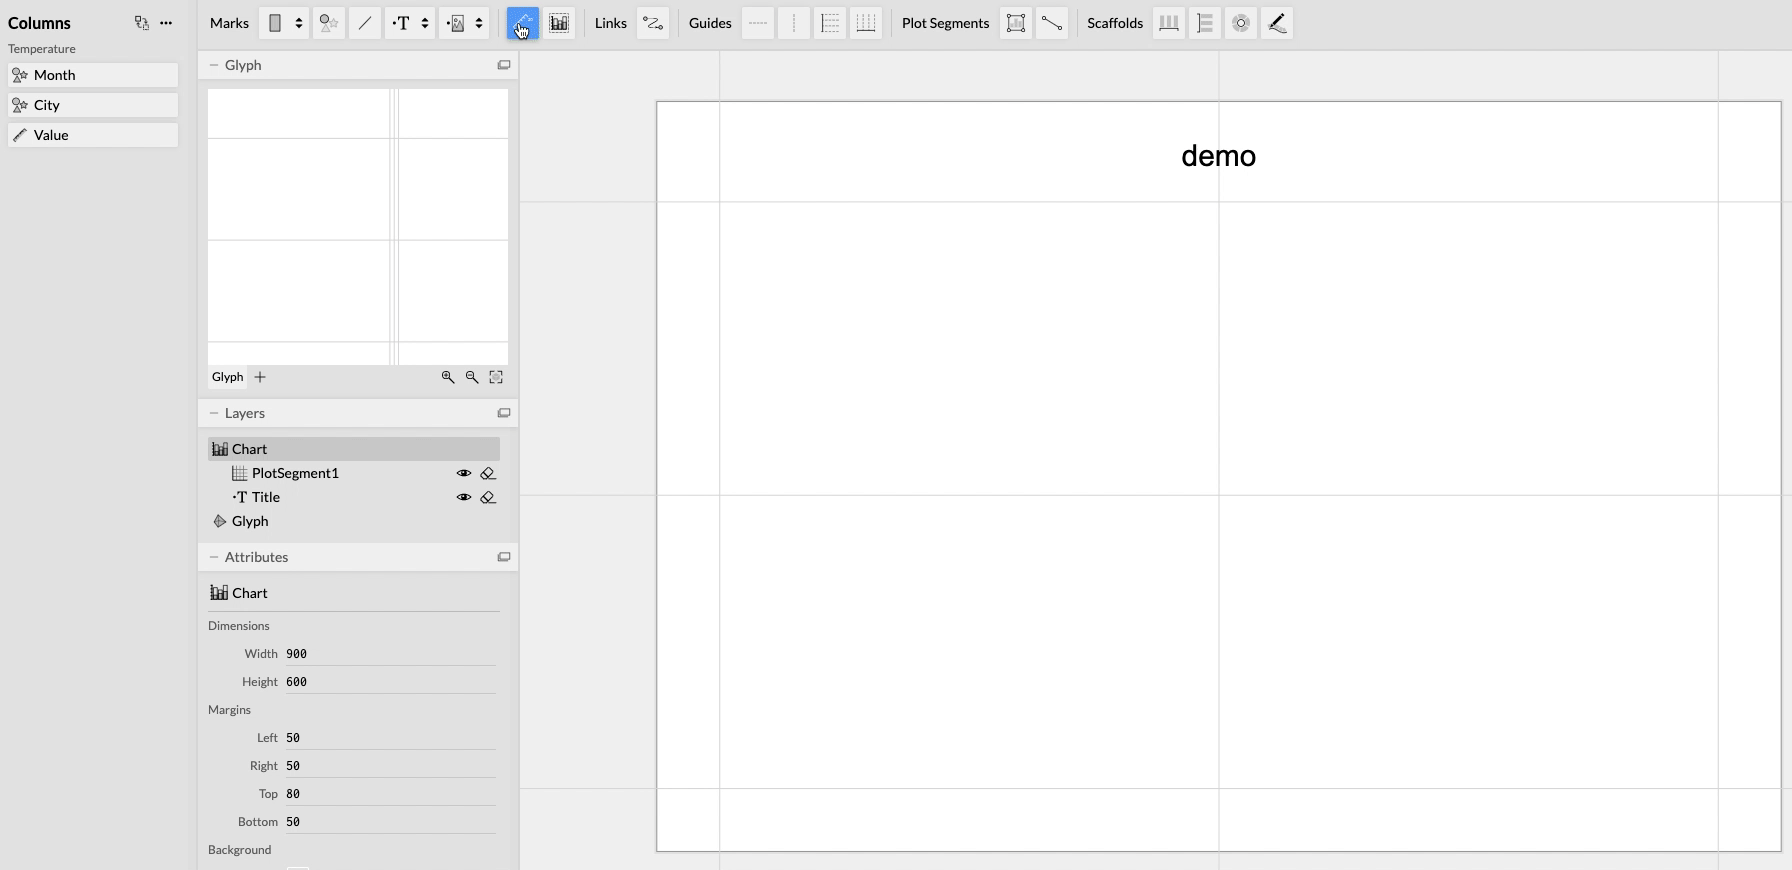 Columns
Temperature
Month
City
Value
Marks T Links Guides Plot Segments Scaffolds
Glyph
Glyph
Layers
Chart
PlotSegment1
T Title
Glyph
Attributes
Chart
Dimensions
Width 900
Height 600
Margins
Left 50
Right 50
Top 80
Bottom 50
Background
demo